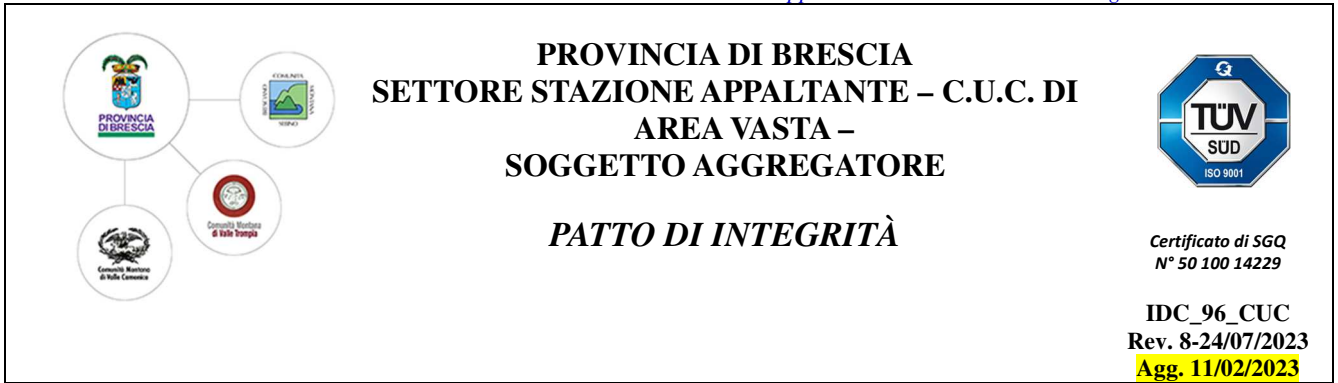 PROVINCIA DI BRESCIA
SETTORE STAZIONE APPALTANTE – C.U.C. DI
AREA VASTA –
SOGGETTO AGGREGATORE
PATTO DI INTEGRITÀ
PROVINCIA
DI BRESCIA
COMUNITÀ
MONTANA
Comunità Montana
di Valle Trompia
Comunità Montana
di Valle Camonica
TÜV
SÜD
ISO 9001
Certificato di SGQ
N° 50 100 14229
IDC_96_CUC
Rev. 8-24/07/2023
Agg. 11/02/2023